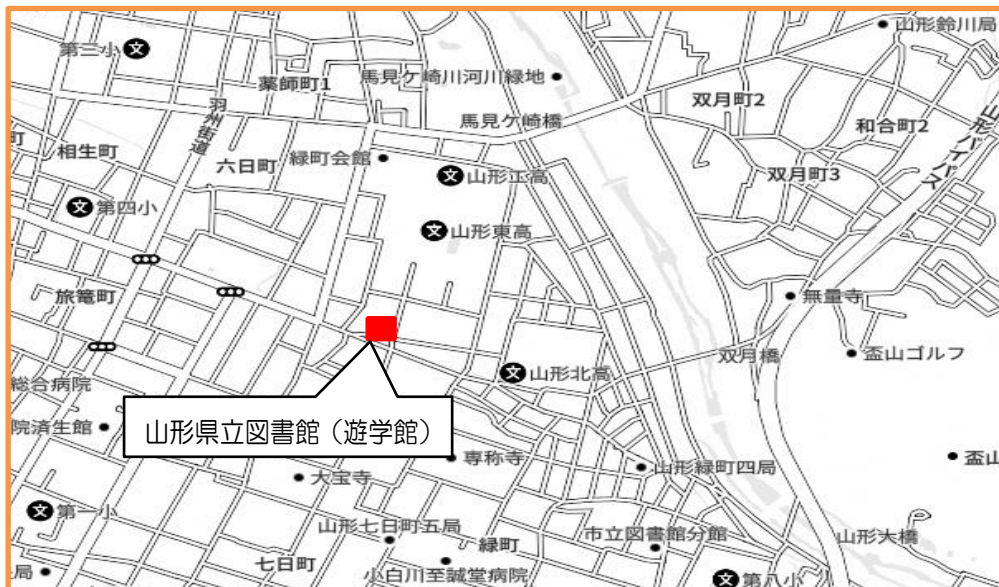 山形鈴川局
第三小
文
馬見ケ崎川河川緑地
薬師町1
双月町2
羽州街道
馬見ケ崎橋
和合町2
山形バイパス
町
相生町
六日町
緑町会館
文
山形工高
双月町3
文
第四小
文
山形東高
旅篭町
無量寺
双月橋
盃山ゴルフ
総合病院
文
山形北高
院済生館
山形県立図書館（遊学館）
専称寺
盃山
大宝寺
山形緑町四局
文
第一小
山形七日町五局
緑町
市立図書館分館
山形大橋
七日町
小白川至誠堂病院
文
第八小
局